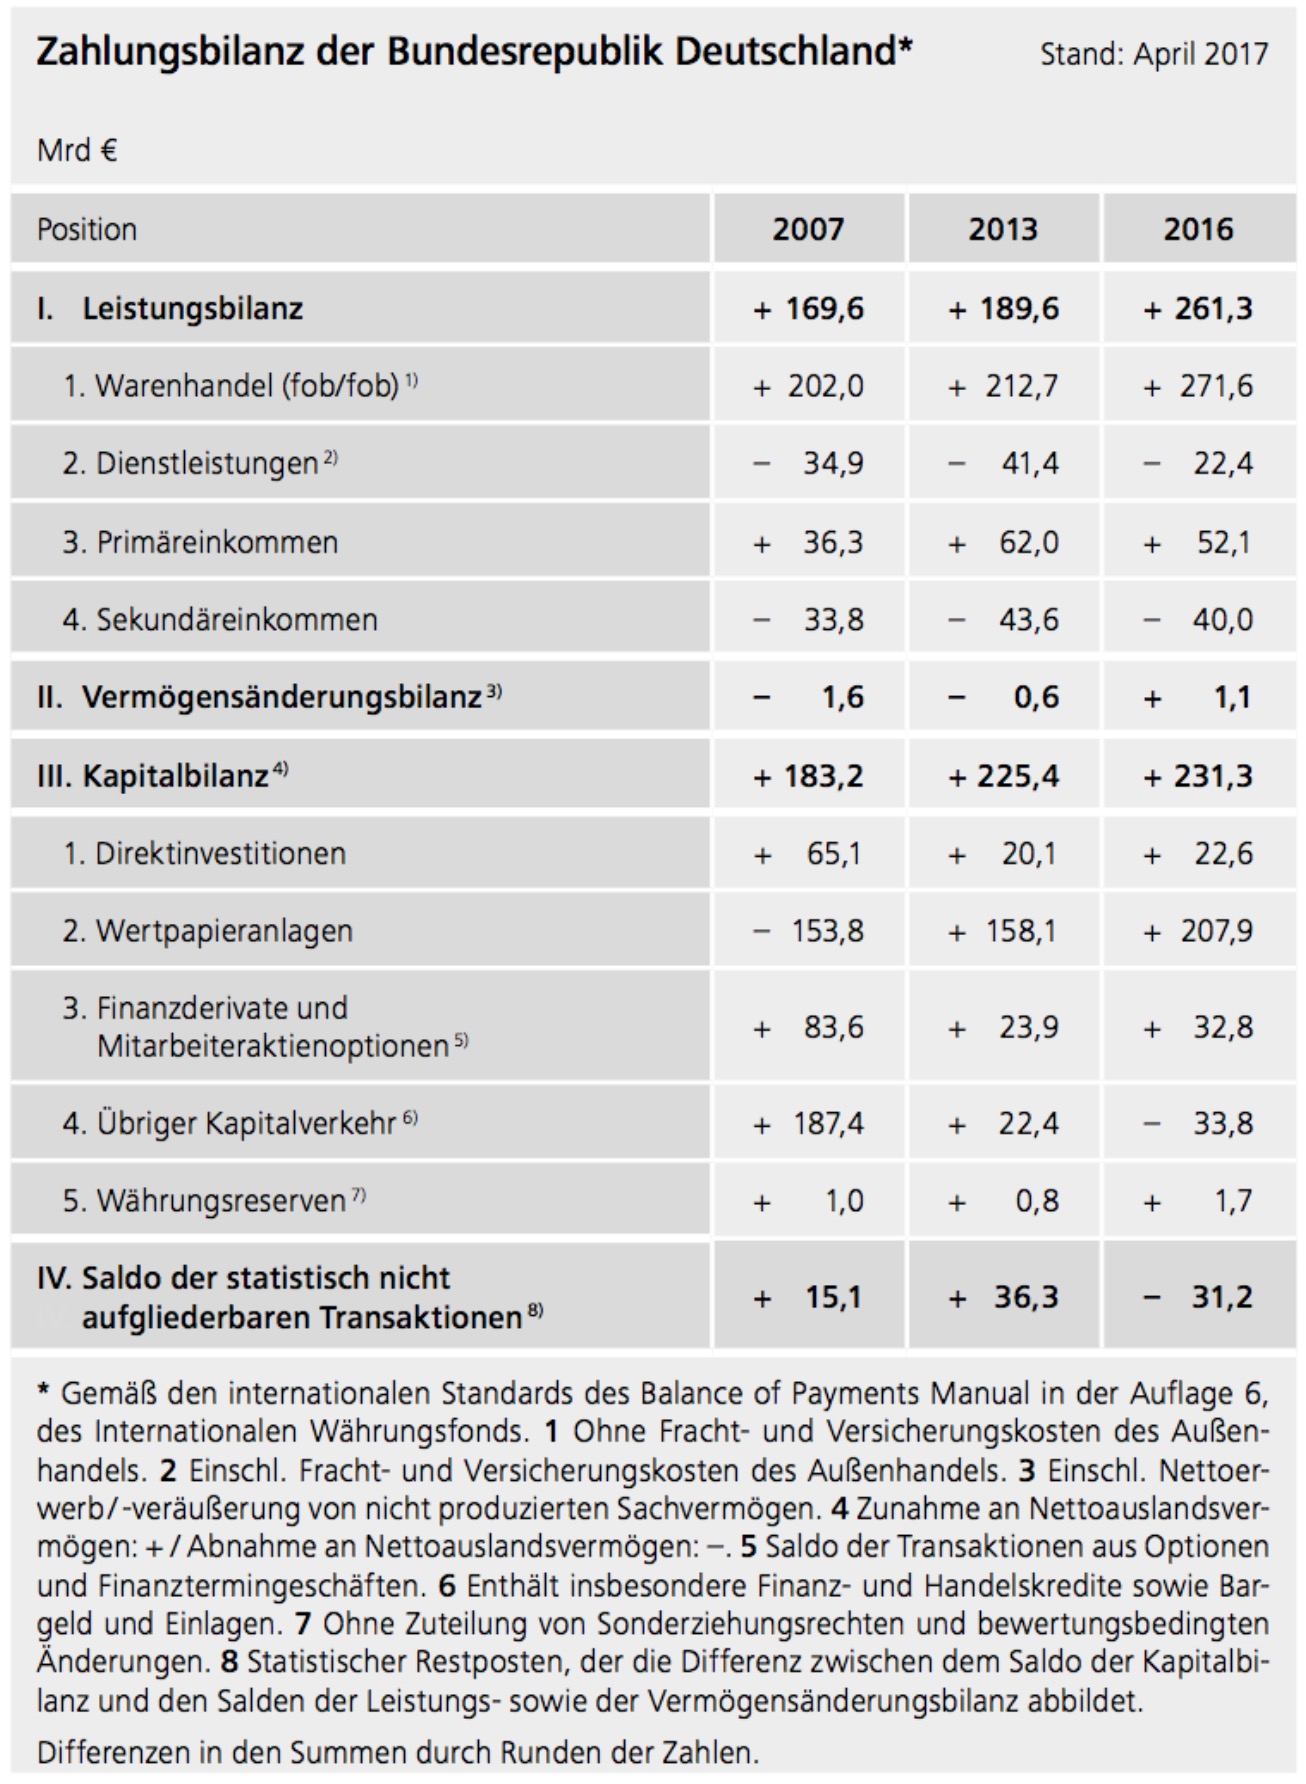 Zahlungsbilanz der Bundesrepublik Deutschland* Stand: April 2017
Mrd €
Position 2007 2013 2016
I. Leistungsbilanz + 169,6 + 189,6 + 261,3
1. Warenhandel (fob/fob) 1) + 202,0 + 212,7 + 271,6
2. Dienstleistungen 2) – 34,9 – 41,4 – 22,4
3. Primäreinkommen + 36,3 + 62,0 + 52,1
4. Sekundäreinkommen – 33,8 – 43,6 – 40,0
II. Vermögensänderungsbilanz 3) – 1,6 – 0,6 + 1,1
III. Kapitalbilanz 4) + 183,2 + 225,4 + 231,3
1. Direktinvestitionen + 65,1 + 20,1 + 22,6
2. Wertpapieranlagen – 153,8 + 158,1 + 207,9
3. Finanzderivate und
Mitarbeiteraktienoptionen 5) + 83,6 + 23,9 + 32,8
4. Übriger Kapitalverkehr 6) + 187,4 + 22,4 – 33,8
5. Währungsreserven 7) + 1,0 + 0,8 + 1,7
IV. Saldo der statistisch nicht
aufgliederbaren Transaktionen 8) + 15,1 + 36,3 – 31,2
* Gemäß den internationalen Standards des Balance of Payments Manual in der Auflage 6,
des Internationalen Währungsfonds. 1 Ohne Fracht- und Versicherungskosten des Außen-
handels. 2 Einschl. Fracht- und Versicherungskosten des Außenhandels. 3 Einschl. Nettoer-
werb/-veräußerung von nicht produzierten Sachvermögen. 4 Zunahme an Nettoauslandsver-
mögen: + / Abnahme an Nettoauslandsvermögen: –. 5 Saldo der Transaktionen aus Optionen
und Finanztermingeschäften. 6 Enthält insbesondere Finanz- und Handelskredite sowie Bar-
geld und Einlagen. 7 Ohne Zuteilung von Sonderziehungsrechten und bewertungsbedingten
Änderungen. 8 Statistischer Restposten, der die Differenz zwischen dem Saldo der Kapitalbi-
lanz und den Salden der Leistungs- sowie der Vermögensänderungsbilanz abbildet.
Differenzen in den Summen durch Runden der Zahlen.